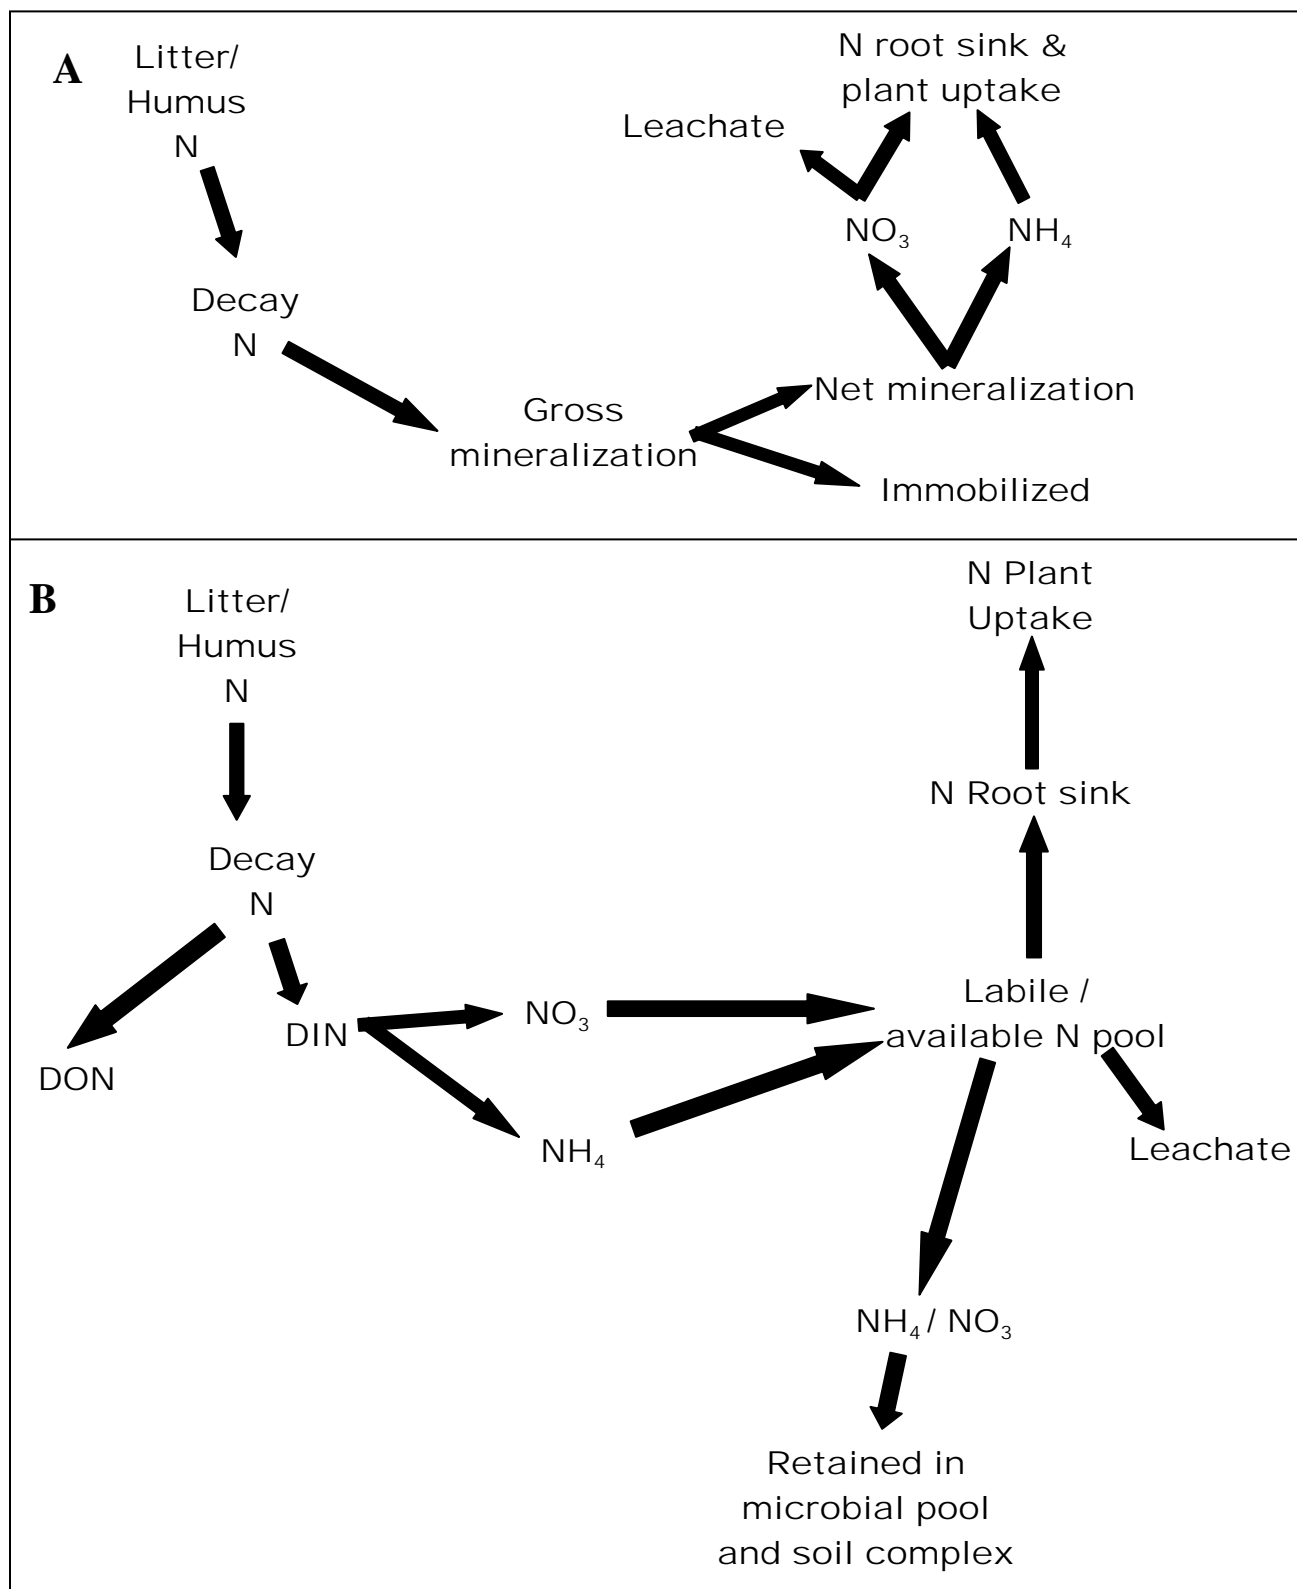 A
Litter/
Humus
N
Decay
N
Gross
mineralization
Net mineralization
Immobilized
NO₃
NH₄
Leachate
N root sink &
plant uptake
B
Litter/
Humus
N
Decay
N
DON
DIN
NO₃
NH₄
Labile /
available N pool
N Root sink
N Plant
Uptake
Leachate
NH₄ / NO₃
Retained in
microbial pool
and soil complex